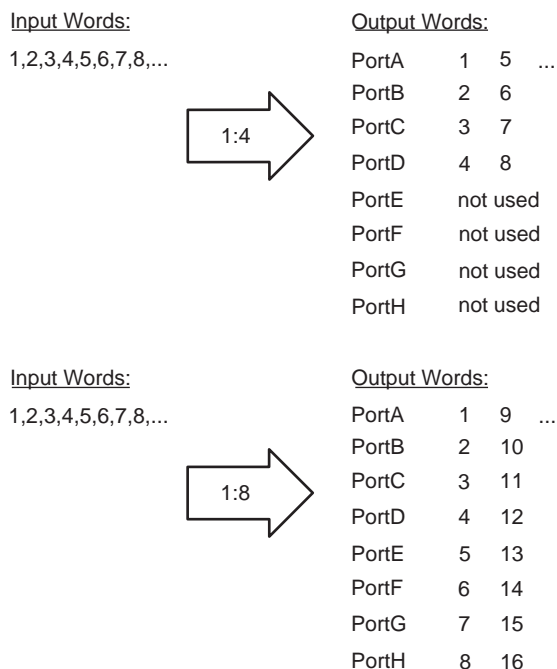 Input Words:
1,2,3,4,5,6,7,8,...
1:4
Output Words:
PortA 1 5 ...
PortB 2 6
PortC 3 7
PortD 4 8
PortE not used
PortF not used
PortG not used
PortH not used
Input Words:
1,2,3,4,5,6,7,8,...
1:8
Output Words:
PortA 1 9 ...
PortB 2 10
PortC 3 11
PortD 4 12
PortE 5 13
PortF 6 14
PortG 7 15
PortH 8 16